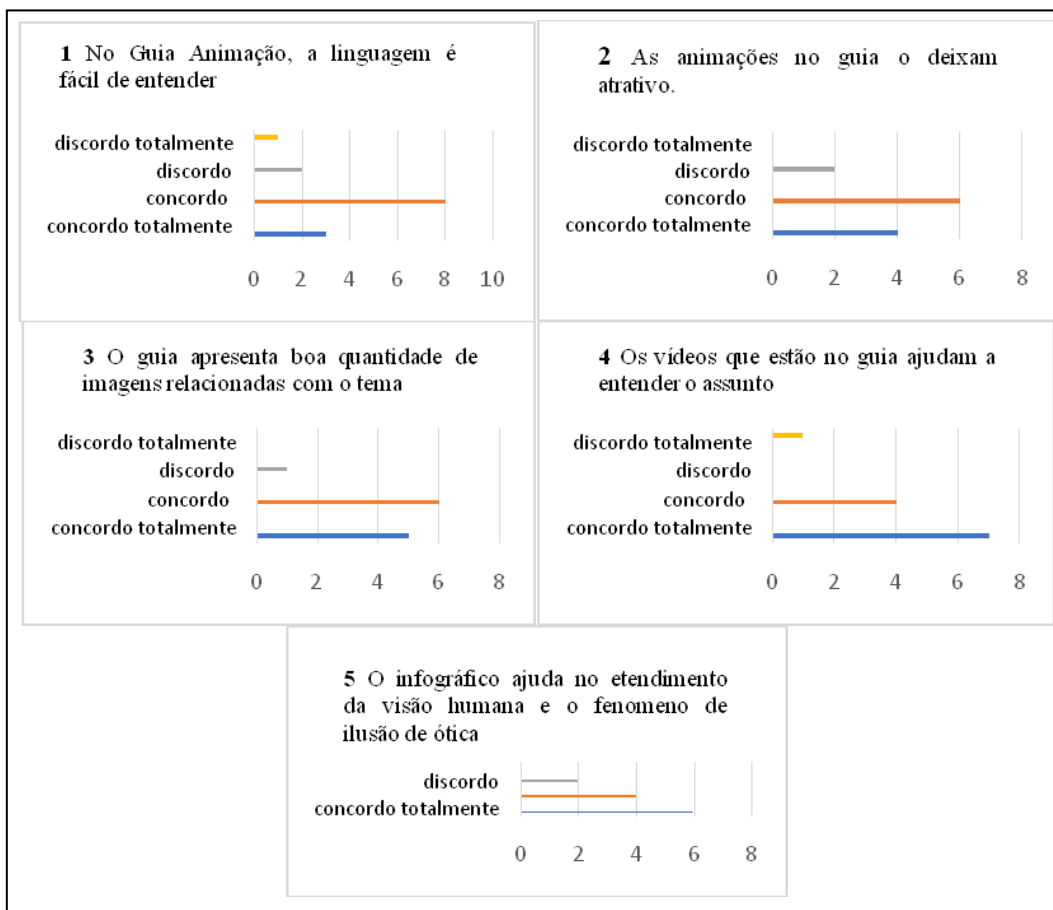 1 No Guia Animação, a linguagem é
fácil de entender
discordo totalmente
discordo
concordo
concordo totalmente
0 2 4 6 8 10
2 As animações no guia o deixam
atrativo.
discordo totalmente
discordo
concordo
concordo totalmente
0 2 4 6 8
3 O guia apresenta boa quantidade de
imagens relacionadas com o tema
discordo totalmente
discordo
concordo
concordo totalmente
0 2 4 6 8
4 Os vídeos que estão no guia ajudam a
entender o assunto
discordo totalmente
discordo
concordo
concordo totalmente
0 2 4 6 8
5 O infográfico ajuda no etendimento
da visão humana e o fenomeno de
ilusão de ótica
discordo
concordo totalmente
0 2 4 6 8